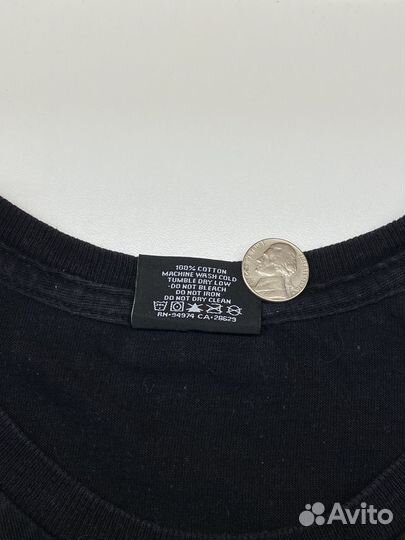 100% COTTON
MACHINE WASH COLD
TUMBLE DRY LOW
-DO NOT BLEACH
DO NOT IRON
DO NOT DRY CLEAN
RN-94974 CA-28629
Avito